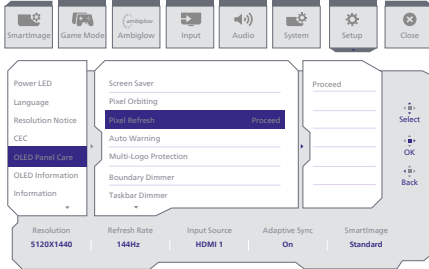 SmartImage
Game Mode
Ambiglow
Input
Audio
System
Setup
Close
ambiglow
Power LED
Language
Resolution Notice
CEC
OLED Panel Care
OLED Information
Information
Screen Saver
Pixel Orbiting
Pixel Refresh Proceed
Auto Warning
Multi-Logo Protection
Boundary Dimmer
Taskbar Dimmer
Proceed
Select
OK
Back
Resolution
5120X1440
Refresh Rate
144Hz
Input Source
HDMI 1
Adaptive Sync
On
SmartImage
Standard